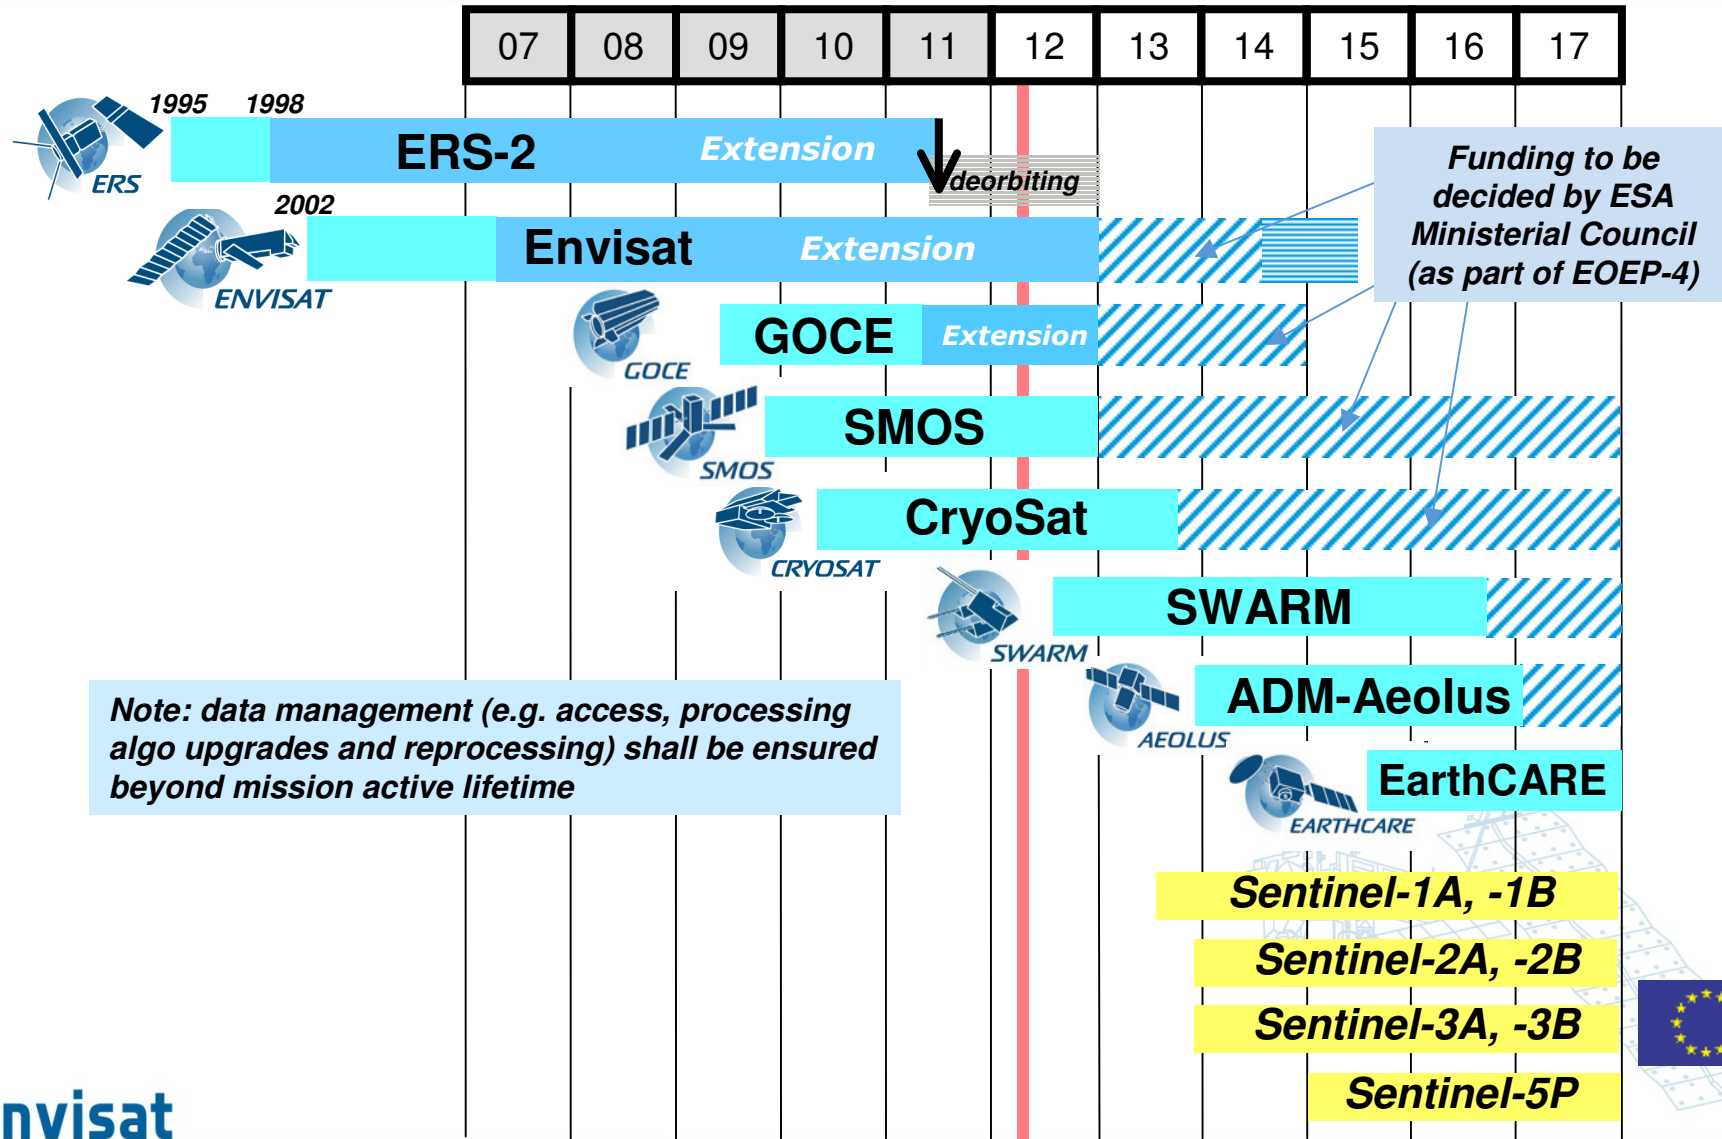 07 08 09 10 11 12 13 14 15 16 17
1995 1998
ERS-2 Extension
ERS
deorbiting
2002
Envisat Extension
ENVISAT
Funding to be
decided by ESA
Ministerial Council
(as part of EOEP-4)
GOCE Extension
GOCE
SMOS
SMOS
CryoSat
CRYOSAT
SWARM
SWARM
ADM-Aeolus
AEOLUS
Note: data management (e.g. access, processing
algo upgrades and reprocessing) shall be ensured
beyond mission active lifetime
EarthCARE
EARTHCARE
Sentinel-1A, -1B
Sentinel-2A, -2B
Sentinel-3A, -3B
Sentinel-5P
nvisat